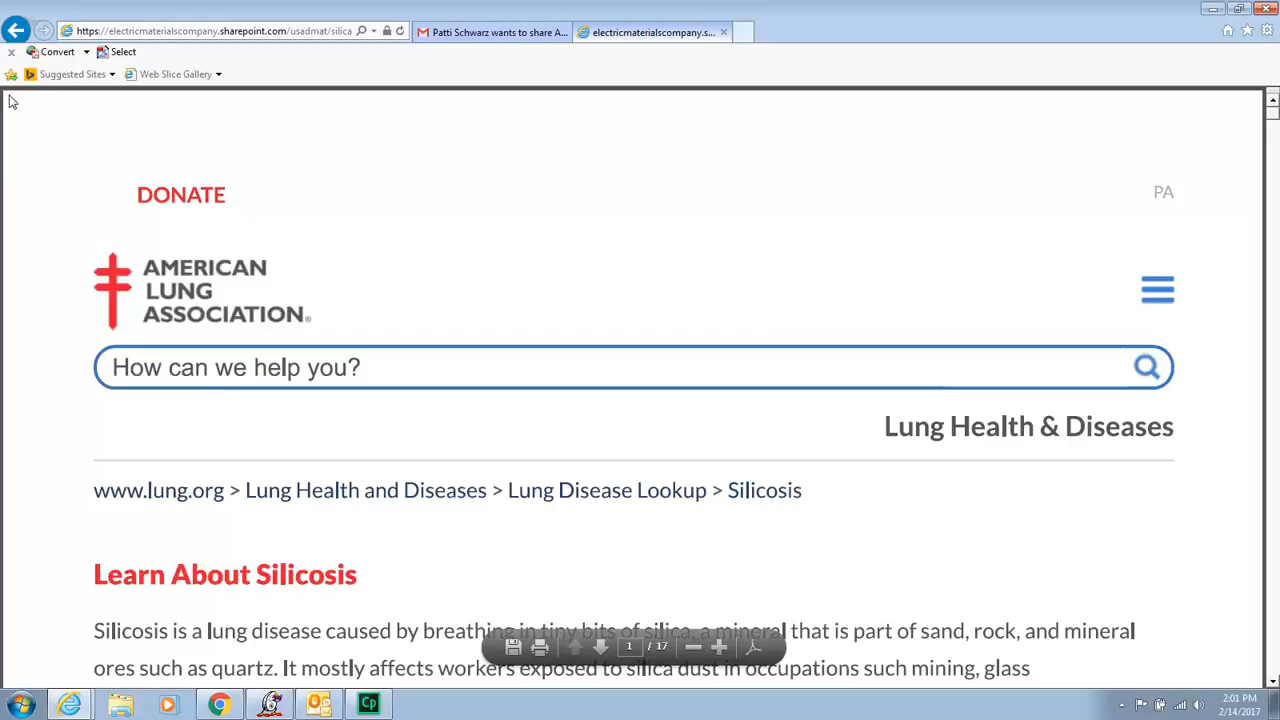 https://electricmaterialscompany.sharepoint.com/usadmat/silica
Patti Schwarz wants to share A...
electricmaterialscompany.s...
Convert
Select
Suggested Sites
Web Slice Gallery
DONATE
PA
AMERICAN
LUNG
ASSOCIATION®
How can we help you?
Lung Health & Diseases
www.lung.org > Lung Health and Diseases > Lung Disease Lookup > Silicosis
Learn About Silicosis
Silicosis is a lung disease caused by breathing in tiny bits of silica, a mineral that is part of sand, rock, and mineral
1 / 17
ores such as quartz. It mostly affects workers exposed to silica dust in occupations such mining, glass
Cp
2:01 PM
2/14/2017